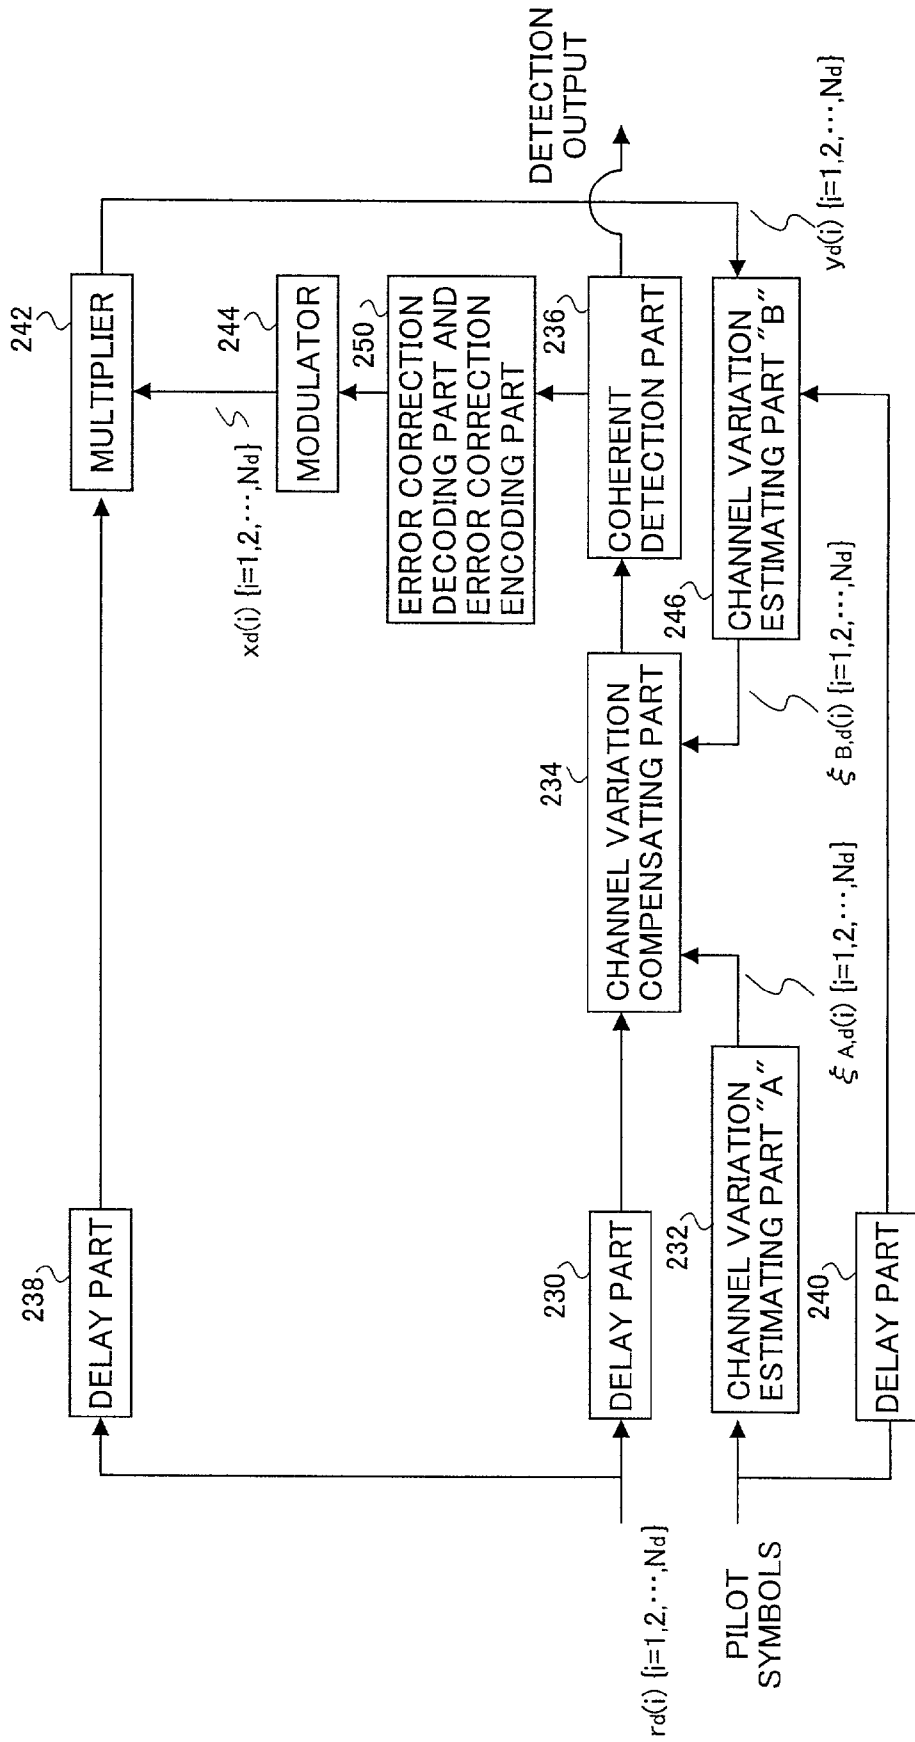 238
DELAY PART
242
MULTIPLIER
xd(i) {i=1,2,⋯,Nd}
244
MODULATOR
250
ERROR CORRECTION
DECODING PART AND
ERROR CORRECTION
ENCODING PART
DETECTION
OUTPUT
rd(i) {i=1,2,⋯,Nd}
230
DELAY PART
234
CHANNEL VARIATION
COMPENSATING PART
236
COHERENT
DETECTION PART
PILOT
SYMBOLS
232
CHANNEL VARIATION
ESTIMATING PART "A"
ξA,d(i) {i=1,2,⋯,Nd}
246
CHANNEL VARIATION
ESTIMATING PART "B"
ξB,d(i) {i=1,2,⋯,Nd}
yd(i) {i=1,2,⋯,Nd}
240
DELAY PART